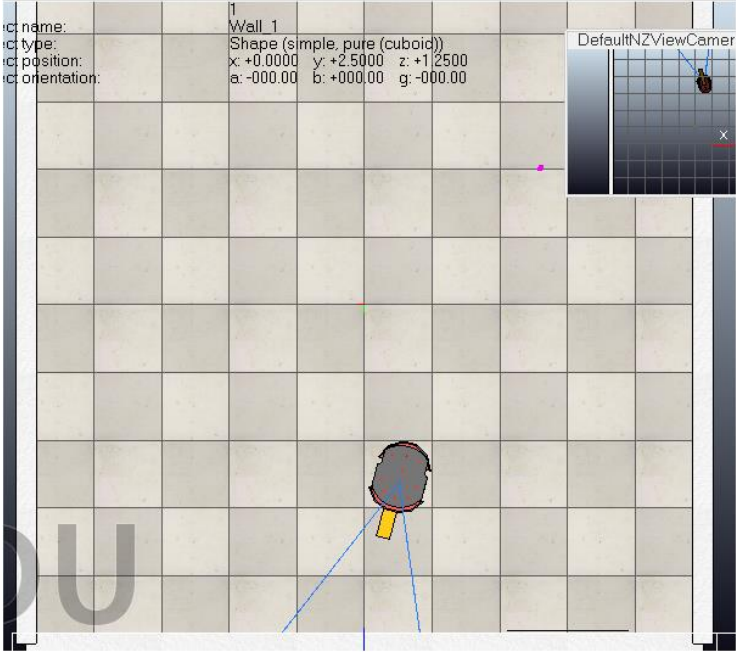 1
ect name: Wall_1
ect type: Shape (simple, pure (cuboid))
ect position: x: +0.0000 y: +2.5000 z: +1.2500
ect orientation: a: -000.00 b: +000.00 g: -000.00
DefaultNZViewCamer
X
OU